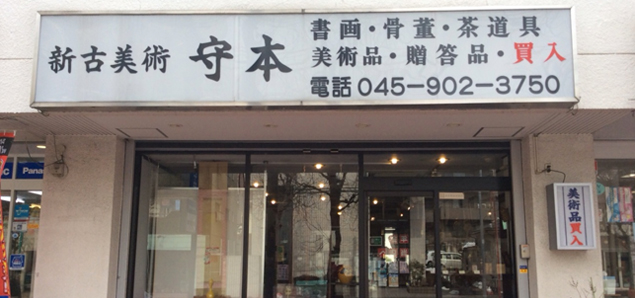 新古美術 守本
書画・骨董・茶道具
美術品・贈答品・買入
電話 045-902-3750
美術品買入
Pana